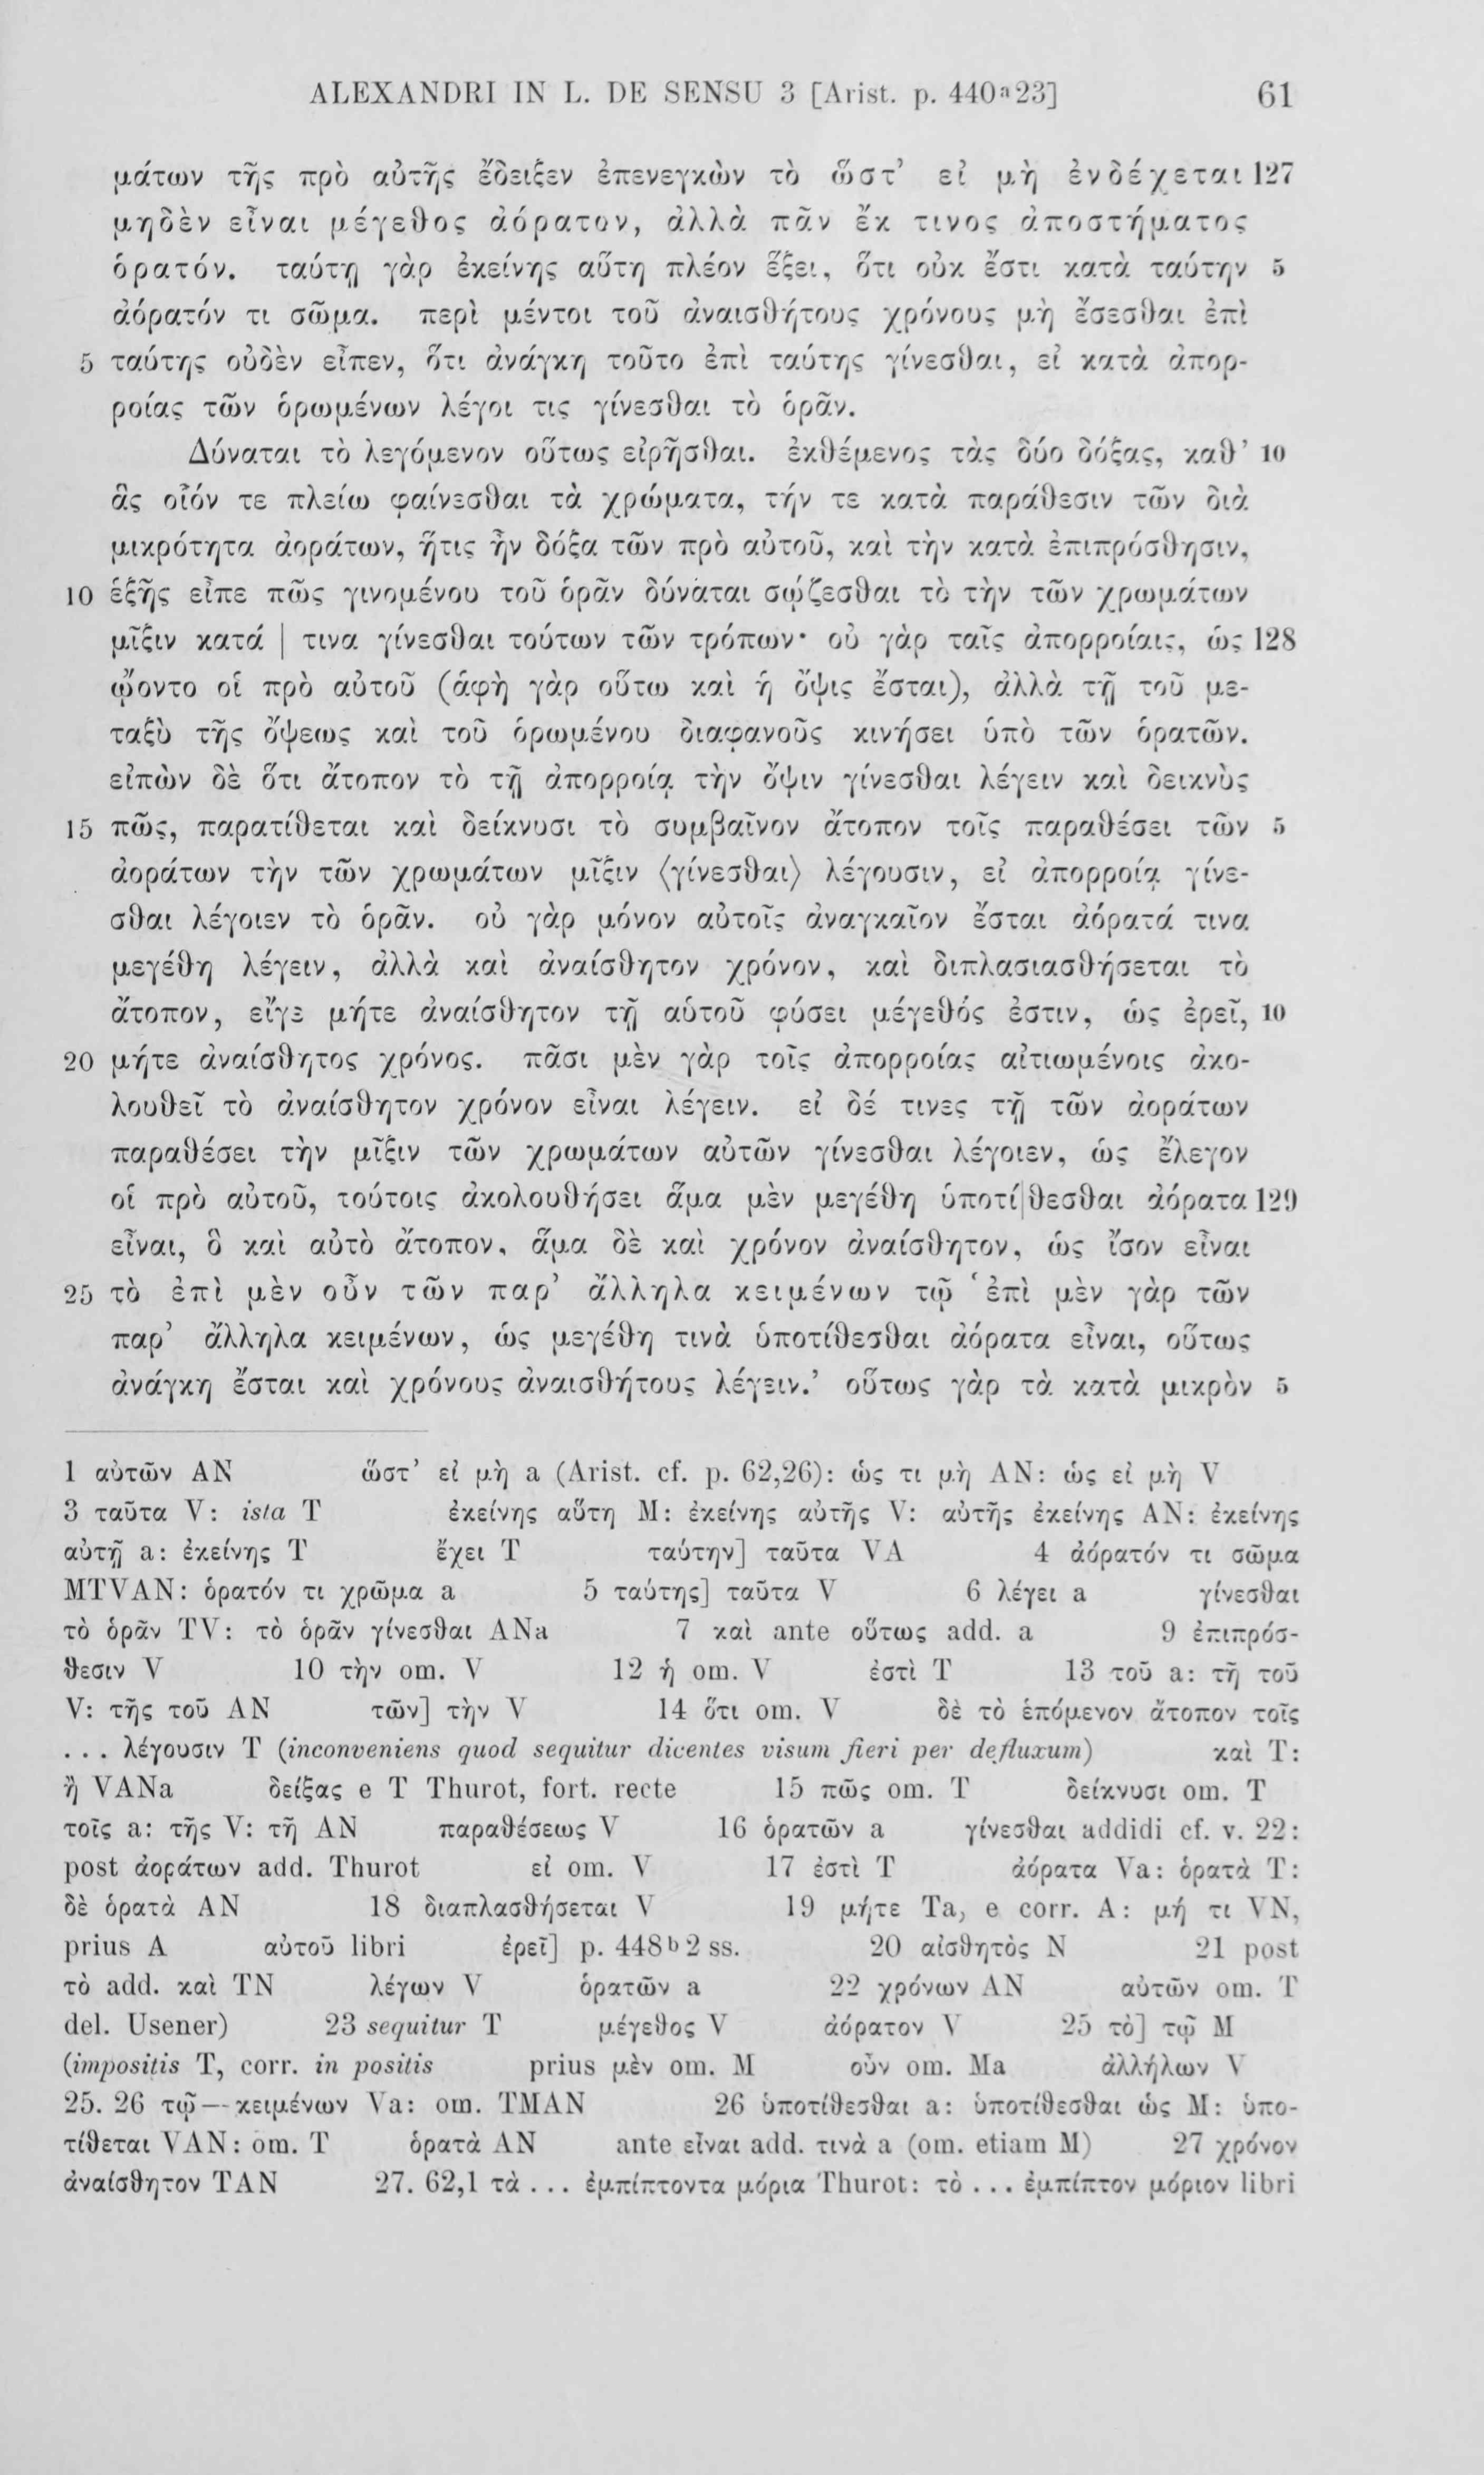 ALEXANDRI IN L. DE SENSU 3 [Arist. p. 440ᵃ23] 61
μάτων τῆς πρὸ αὐτῆς ἔδειξεν ἐπενεγκὼν τὸ ὥστ’ εἰ μὴ ἐνδέχεται 127
μηδὲν εἶναι μέγεθος ἀόρατον, ἀλλὰ πᾶν ἔκ τινος ἀποστήματος
ὁρατόν. ταύτῃ γὰρ ἐκείνης αὕτη πλέον ἕξει, ὅτι οὐκ ἔστι κατὰ ταύτην 5
ἀόρατόν τι σῶμα. περὶ μέντοι τοῦ ἀναισθήτους χρόνους μὴ ἔσεσθαι ἐπὶ
5 ταύτης οὐδὲν εἶπεν, ὅτι ἀνάγκη τοῦτο ἐπὶ ταύτης γίνεσθαι, εἰ κατὰ ἀπορ-
ροίας τῶν ὁρωμένων λέγοι τις γίνεσθαι τὸ ὁρᾶν.
Δύναται τὸ λεγόμενον οὕτως εἰρῆσθαι. ἐκθέμενος τὰς δύο δόξας, καθ’ 10
ἃς οἷόν τε πλείω φαίνεσθαι τὰ χρώματα, τήν τε κατὰ παράθεσιν τῶν διὰ
μικρότητα ἀοράτων, ἥτις ἦν δόξα τῶν πρὸ αὐτοῦ, καὶ τὴν κατὰ ἐπιπρόσθησιν,
10 ἑξῆς εἶπε πῶς γινομένου τοῦ ὁρᾶν δύναται σῴζεσθαι τὸ τὴν τῶν χρωμάτων
μῖξιν κατά | τινα γίνεσθαι τούτων τῶν τρόπων· οὐ γὰρ ταῖς ἀπορροίαις, ὡς 128
ᾤοντο οἱ πρὸ αὐτοῦ (ἁφὴ γὰρ οὕτω καὶ ἡ ὄψις ἔσται), ἀλλὰ τῇ τοῦ με-
ταξὺ τῆς ὄψεως καὶ τοῦ ὁρωμένου διαφανοῦς κινήσει ὑπὸ τῶν ὁρατῶν.
εἰπὼν δὲ ὅτι ἄτοπον τὸ τῇ ἀπορροίᾳ τὴν ὄψιν γίνεσθαι λέγειν καὶ δεικνὺς
15 πῶς, παρατίθεται καὶ δείκνυσι τὸ συμβαῖνον ἄτοπον τοῖς παραθέσει τῶν 5
ἀοράτων τὴν τῶν χρωμάτων μῖξιν ⟨γίνεσθαι⟩ λέγουσιν, εἰ ἀπορροίᾳ γίνε-
σθαι λέγοιεν τὸ ὁρᾶν. οὐ γὰρ μόνον αὐτοῖς ἀναγκαῖον ἔσται ἀόρατά τινα
μεγέθη λέγειν, ἀλλὰ καὶ ἀναίσθητον χρόνον, καὶ διπλασιασθήσεται τὸ
ἄτοπον, εἴγε μήτε ἀναίσθητον τῇ αὑτοῦ φύσει μέγεθός ἐστιν, ὡς ἐρεῖ, 10
20 μήτε ἀναίσθητος χρόνος. πᾶσι μὲν γὰρ τοῖς ἀπορροίας αἰτιωμένοις ἀκο-
λουθεῖ τὸ ἀναίσθητον χρόνον εἶναι λέγειν. εἰ δέ τινες τῇ τῶν ἀοράτων
παραθέσει τὴν μῖξιν τῶν χρωμάτων αὐτῶν γίνεσθαι λέγοιεν, ὡς ἔλεγον
οἱ πρὸ αὐτοῦ, τούτοις ἀκολουθήσει ἅμα μὲν μεγέθη ὑποτί|θεσθαι ἀόρατα 129
εἶναι, ὃ καὶ αὐτὸ ἄτοπον, ἅμα δὲ καὶ χρόνον ἀναίσθητον, ὡς ἴσον εἶναι
25 τὸ ἐπὶ μὲν οὖν τῶν παρ’ ἄλληλα κειμένων τῷ ‘ἐπὶ μὲν γὰρ τῶν
παρ’ ἄλληλα κειμένων, ὡς μεγέθη τινὰ ὑποτίθεσθαι ἀόρατα εἶναι, οὕτως
ἀνάγκη ἔσται καὶ χρόνους ἀναισθήτους λέγειν.’ οὕτως γὰρ τὰ κατὰ μικρὸν 5
1 αὐτῶν AN ὥστ’ εἰ μὴ a (Arist. cf. p. 62,26): ὡς τι μὴ AN: ὡς εἰ μὴ V
3 ταῦτα V: ista T ἐκείνης αὕτη M: ἐκείνης αὐτῆς V: αὐτῆς ἐκείνης AN: ἐκείνης
αὐτῇ a: ἐκείνης T ἔχει T ταύτην] ταῦτα VA 4 ἀόρατόν τι σῶμα
MTVAN: ὁρατόν τι χρῶμα a 5 ταύτης] ταῦτα V 6 λέγει a γίνεσθαι
τὸ ὁρᾶν TV: τὸ ὁρᾶν γίνεσθαι ANa 7 καὶ ante οὕτως add. a 9 ἐπιπρόσ-
θεσιν V 10 τὴν om. V 12 ἡ om. V ἐστὶ T 13 τοῦ a: τῇ τοῦ
V: τῆς τοῦ AN τῶν] τὴν V 14 ὅτι om. V δὲ τὸ ἑπόμενον ἄτοπον τοῖς
... λέγουσιν T (inconveniens quod sequitur dicentes visum fieri per defluxum) καὶ T:
ἢ VANa δείξας e T Thurot, fort. recte 15 πῶς om. T δείκνυσι om. T
τοῖς a: τῆς V: τῇ AN παραθέσεως V 16 ὁρατῶν a γίνεσθαι addidi cf. v. 22:
post ἀοράτων add. Thurot εἰ om. V 17 ἐστὶ T ἀόρατα Va: ὁρατὰ T:
δὲ ὁρατὰ AN 18 διαπλασθήσεται V 19 μήτε Ta, e corr. A: μή τι VN,
prius A αὐτοῦ libri ἐρεῖ] p. 448ᵇ2 ss. 20 αἰσθητὸς N 21 post
τὸ add. καὶ TN λέγων V ὁρατῶν a 22 χρόνων AN αὐτῶν om. T
del. Usener) 23 sequitur T μέγεθος V ἀόρατον V 25 τὸ] τῷ M
(impositis T, corr. in positis prius μὲν om. M οὖν om. Ma ἀλλήλων V
25. 26 τῷ — κειμένων Va: om. TMAN 26 ὑποτίθεσθαι a: ὑποτίθεσθαι ὡς M: ὑπο-
τίθεται VAN: om. T ὁρατὰ AN ante εἶναι add. τινὰ a (om. etiam M) 27 χρόνον
ἀναίσθητον TAN 27. 62,1 τὰ ... ἐμπίπτοντα μόρια Thurot: τὸ ... ἐμπίπτον μόριον libri